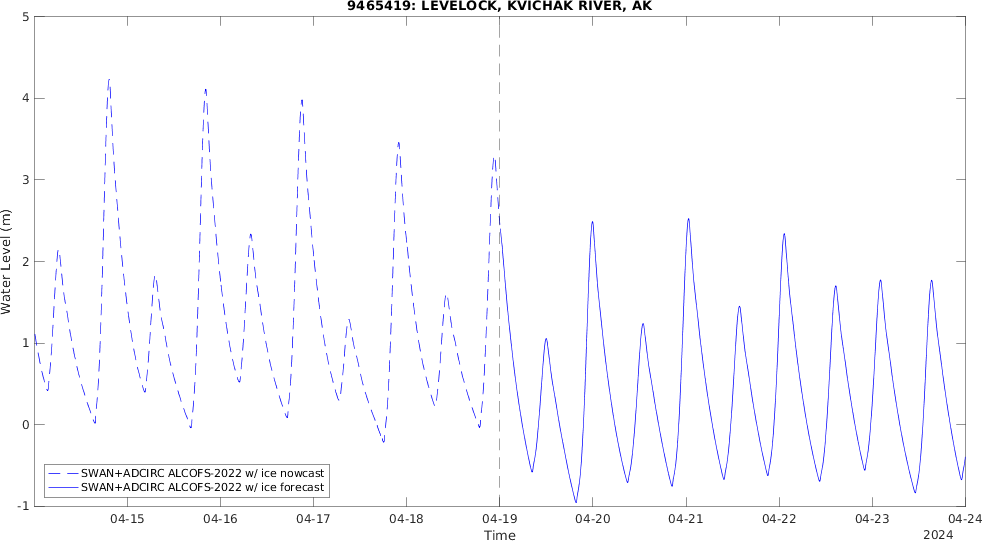 9465419: LEVELOCK, KVICHAK RIVER, AK
Water Level (m)
5
4
3
2
1
0
-1
SWAN+ADCIRC ALCOFS-2022 w/ ice nowcast
SWAN+ADCIRC ALCOFS-2022 w/ ice forecast
04-15 04-16 04-17 04-18 04-19 04-20 04-21 04-22 04-23 04-24
Time
2024